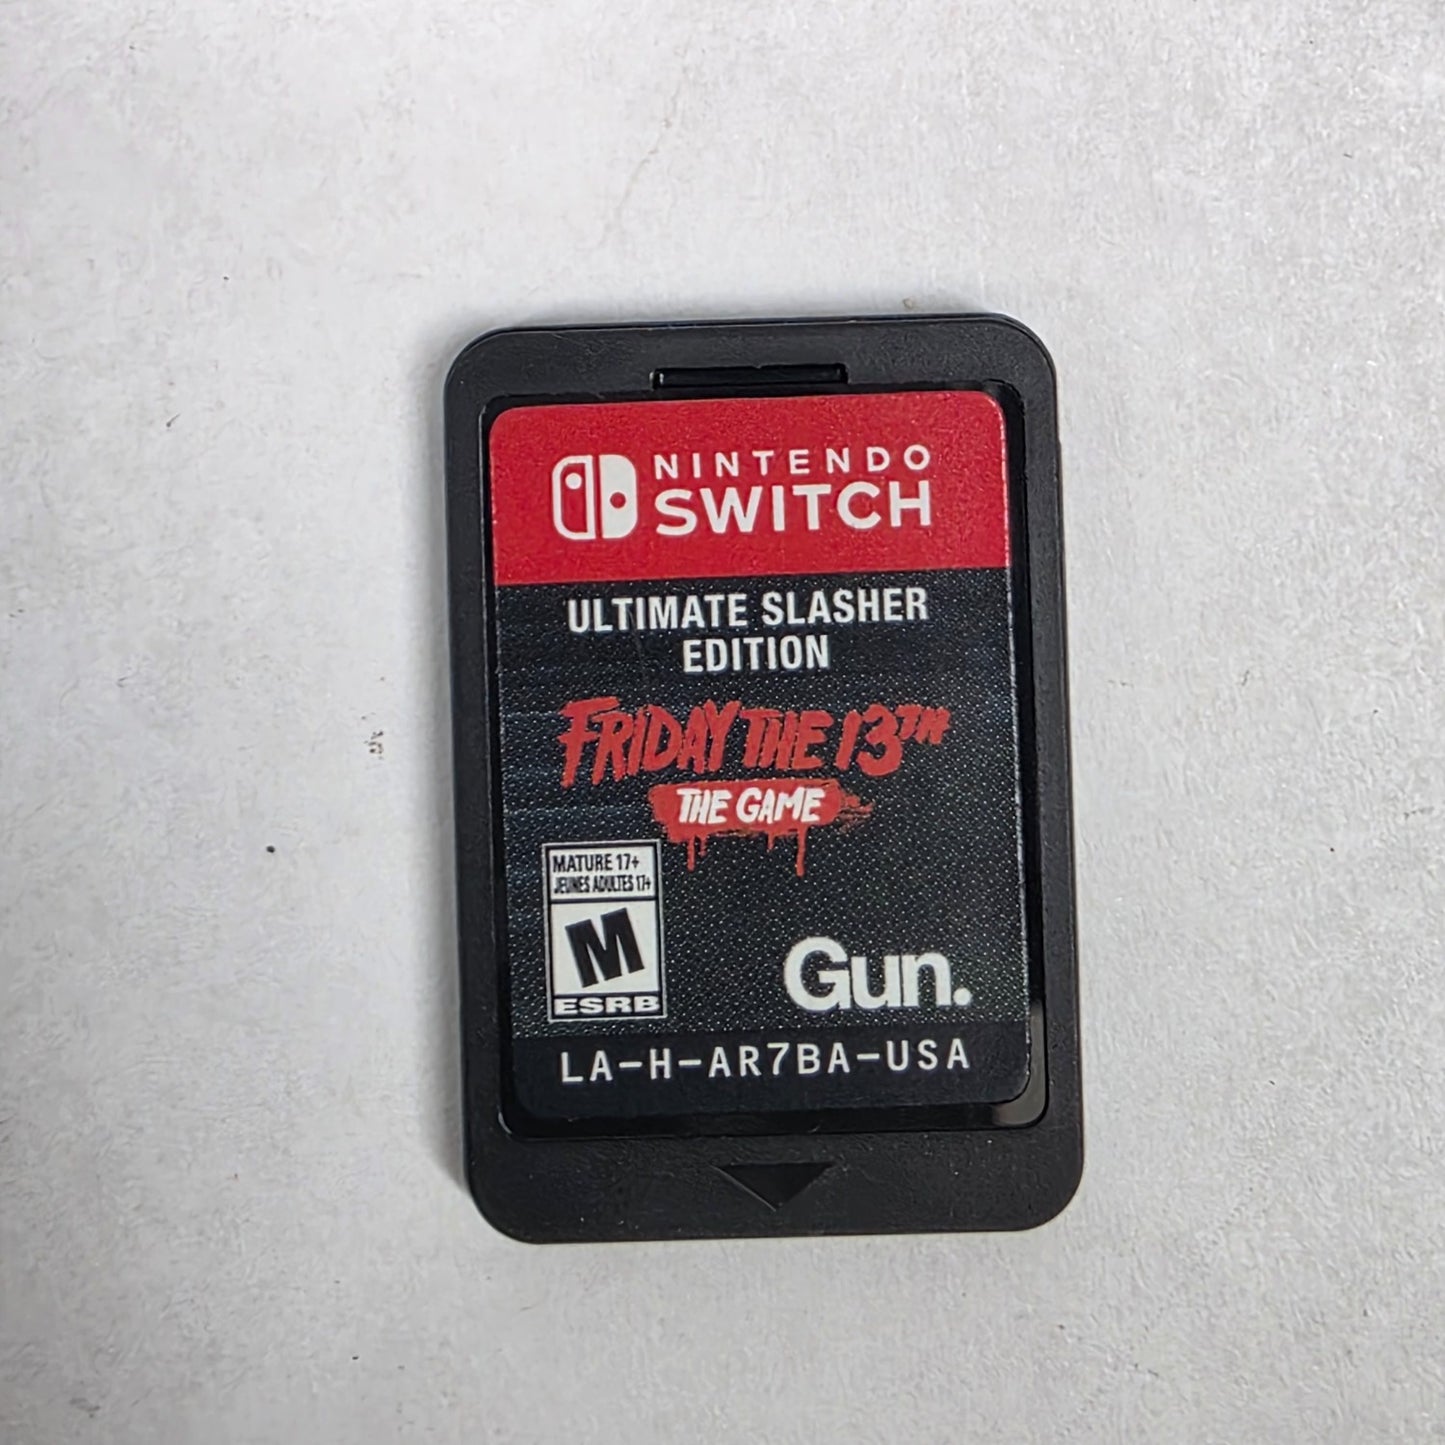 NINTENDO
SWITCH
ULTIMATE SLASHER
EDITION
FRIDAY THE 13TH
THE GAME
MATURE 17+
JEUNES ADULTES 17+
M
ESRB
Gun.
LA-H-AR7BA-USA